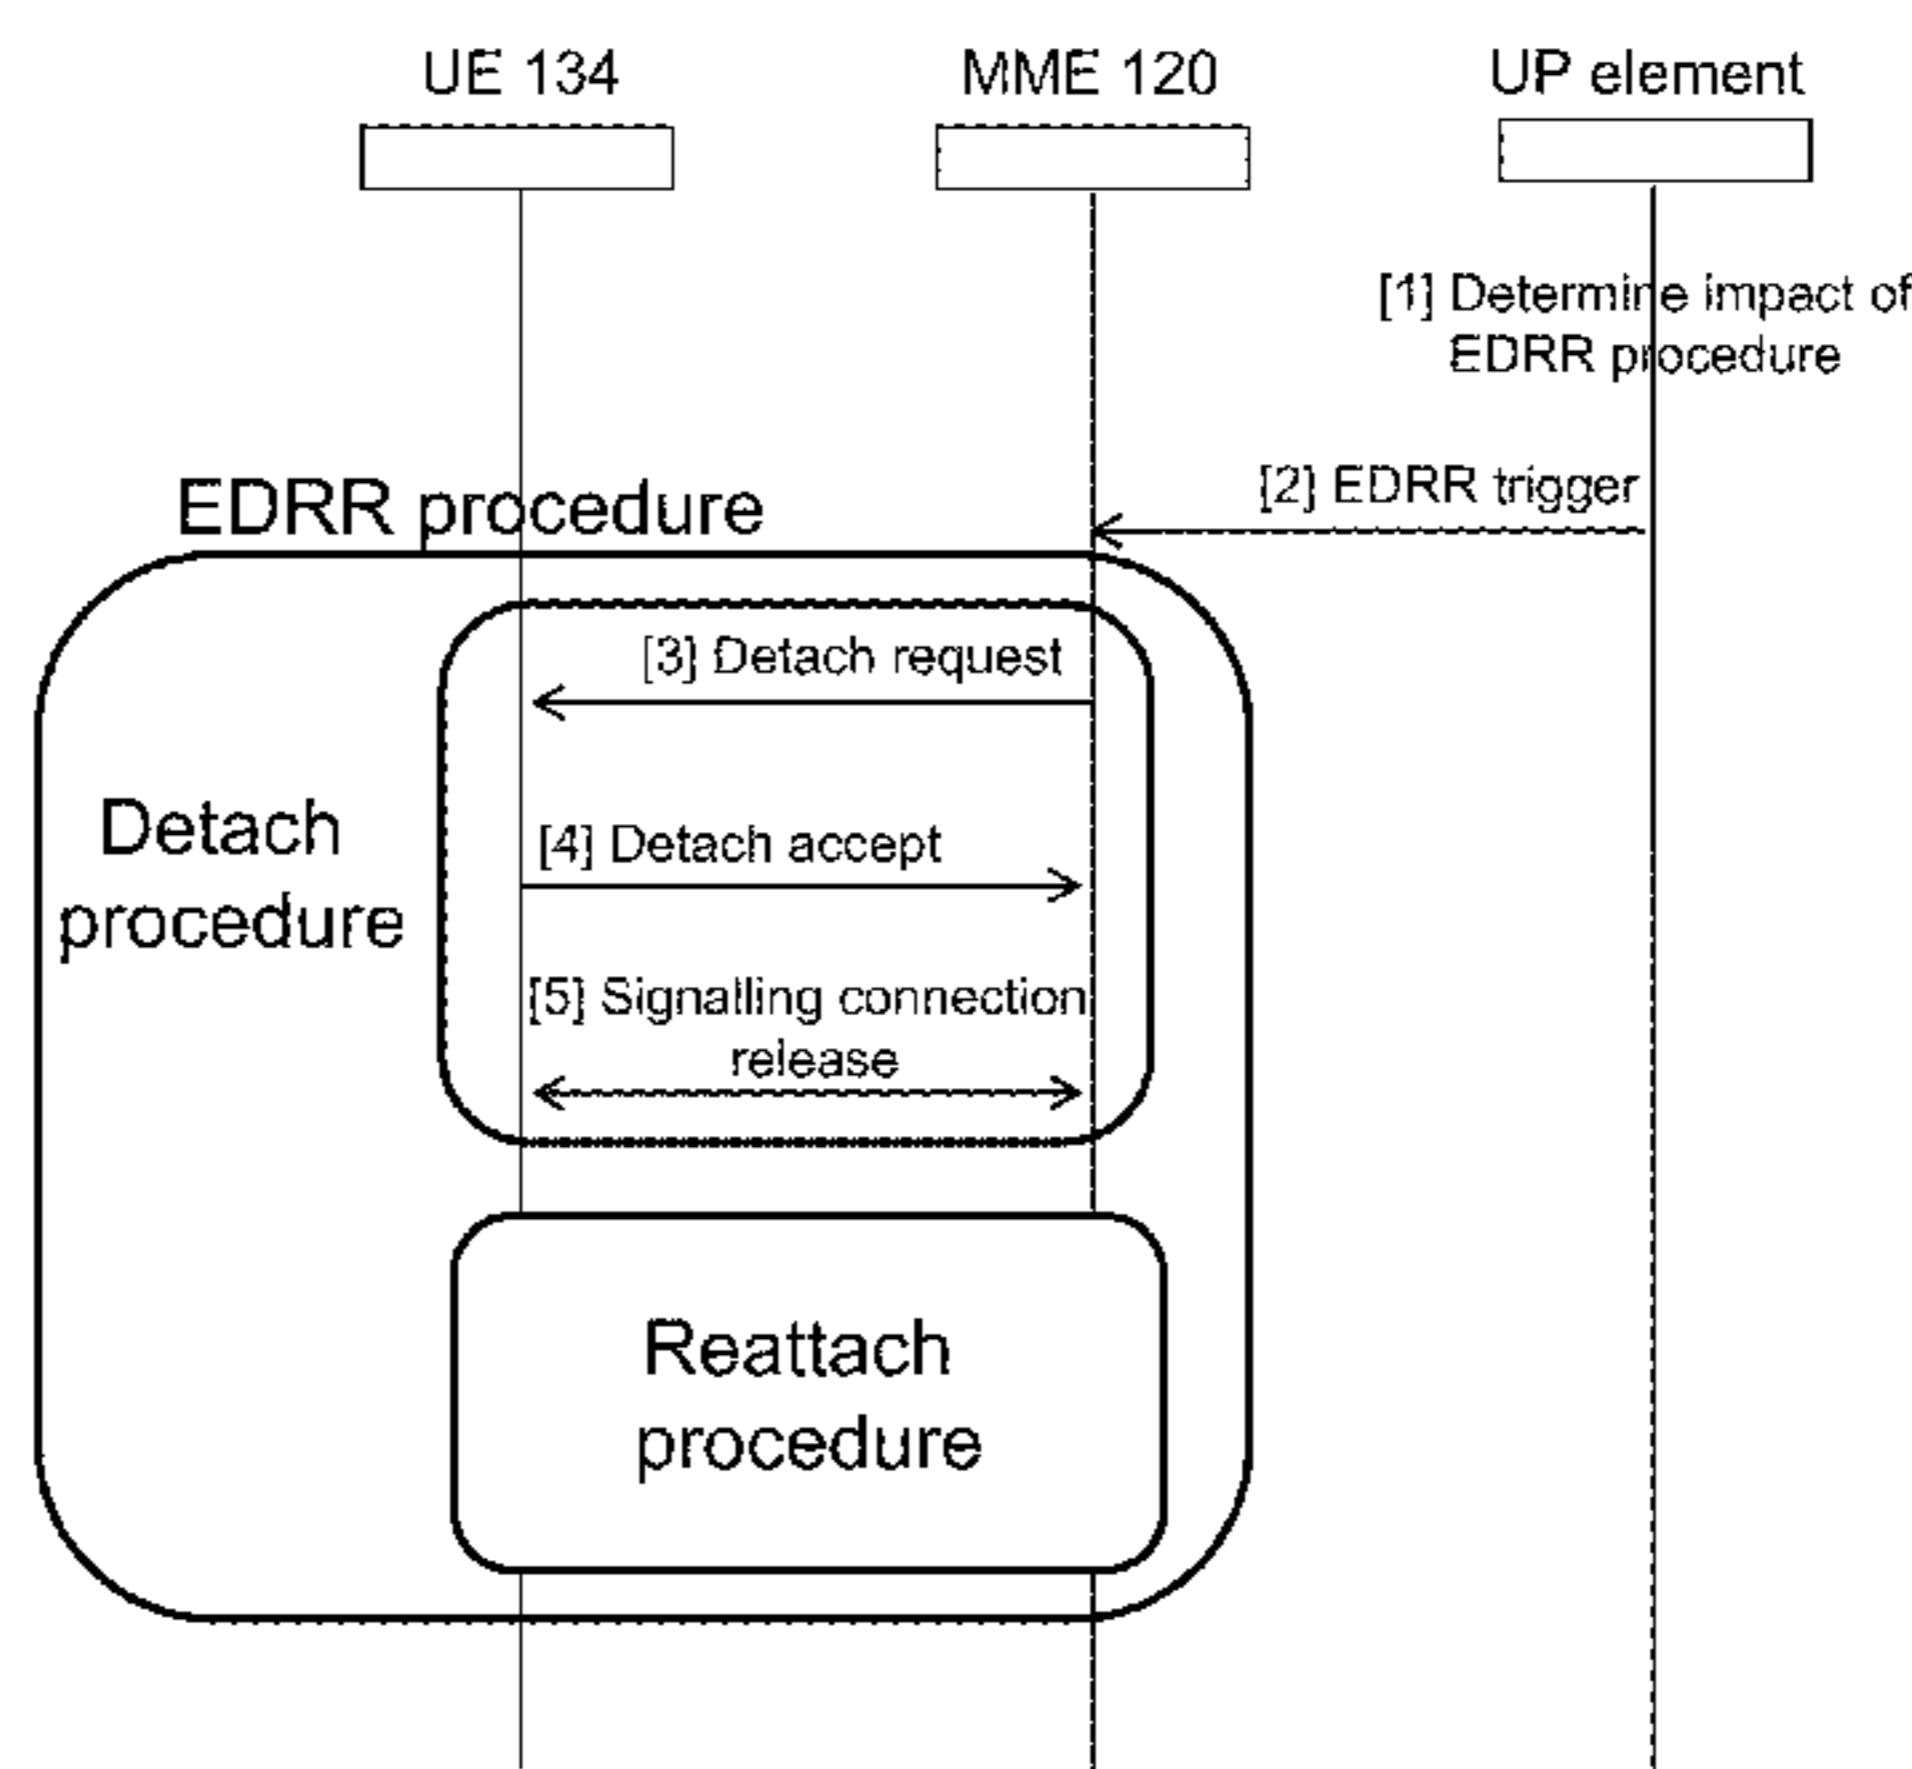 UE 134
MME 120
UP element
[1] Determine impact of
EDRR procedure
[2] EDRR trigger
EDRR procedure
[3] Detach request
Detach
procedure
[4] Detach accept
[5] Signalling connection
release
Reattach
procedure